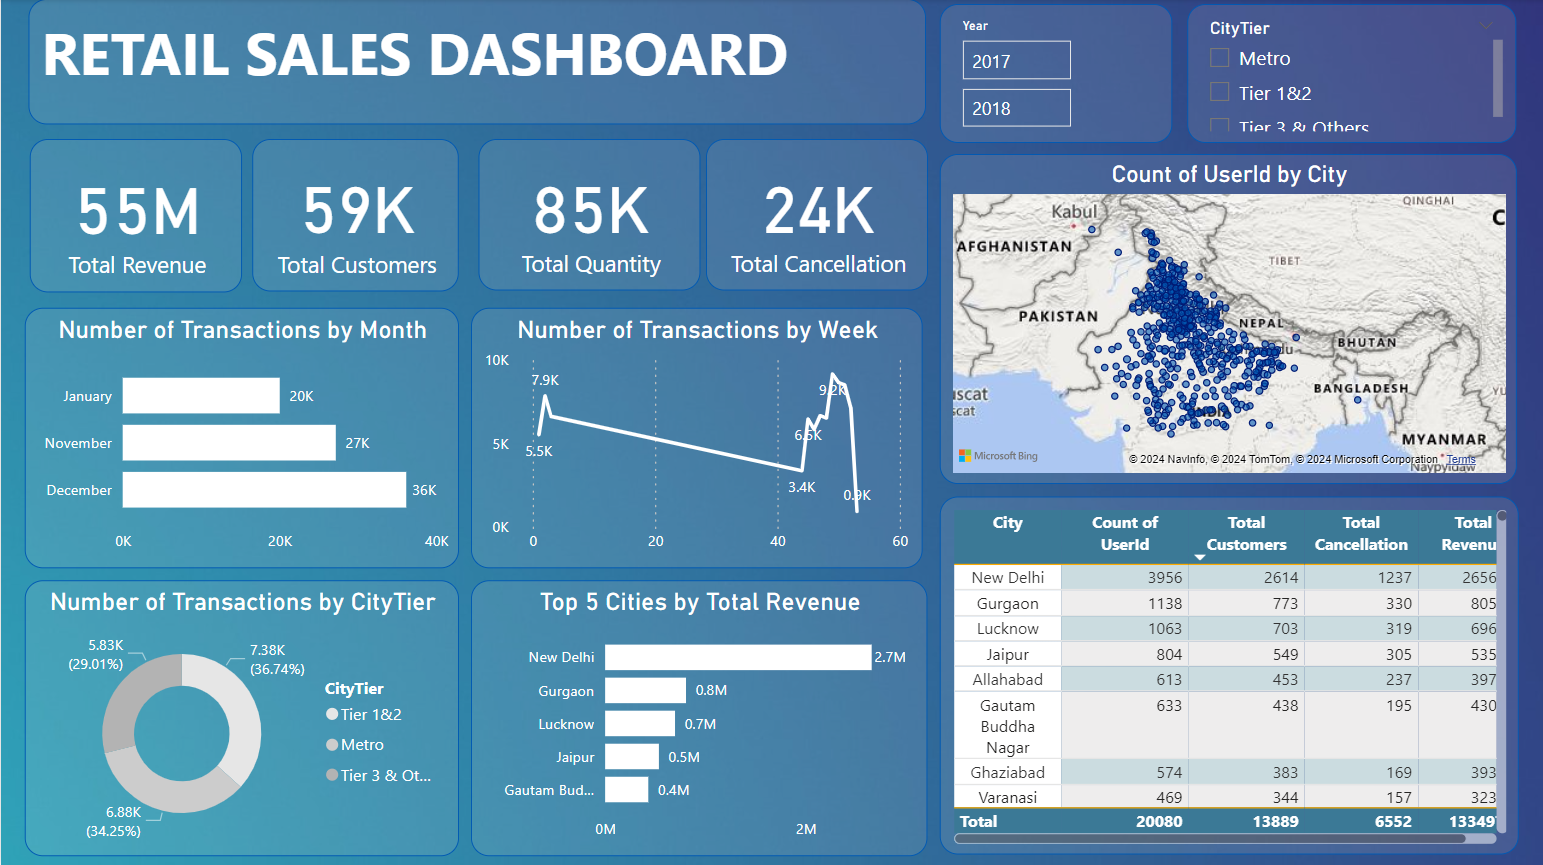 RETAIL SALES DASHBOARD
Year
2017
2018
CityTier
Metro
Tier 1&2
Tier 3 & Others
55M
Total Revenue
59K
Total Customers
85K
Total Quantity
24K
Total Cancellation
Number of Transactions by Month
January 20K
November 27K
December 36K
0K 20K 40K
Number of Transactions by Week
10K
5K
0K
7.9K
5.5K
9.2K
6.5K
3.4K
0.9K
0 20 40 60
Count of UserId by City
Kabul
QINGHAI
C
AFGHANISTAN
TIBET
PAKISTAN
NEPAL
BHUTAN
BANGLADESH
INDIA
MYANMAR
Naypyidaw
Microsoft Bing
© 2024 NavInfo, © 2024 TomTom, © 2024 Microsoft Corporation Terms
Number of Transactions by CityTier
5.83K
(29.01%)
7.38K
(36.74%)
6.88K
(34.25%)
CityTier
Tier 1&2
Metro
Tier 3 & Ot...
Top 5 Cities by Total Revenue
New Delhi 2.7M
Gurgaon 0.8M
Lucknow 0.7M
Jaipur 0.5M
Gautam Bud... 0.4M
0M 2M
City Count of UserId Total Customers Total Cancellation Total Revenu
New Delhi 3956 2614 1237 2656
Gurgaon 1138 773 330 805
Lucknow 1063 703 319 696
Jaipur 804 549 305 535
Allahabad 613 453 237 397
Gautam Buddha Nagar 633 438 195 430
Ghaziabad 574 383 169 393
Varanasi 469 344 157 323
Total 20080 13889 6552 13349